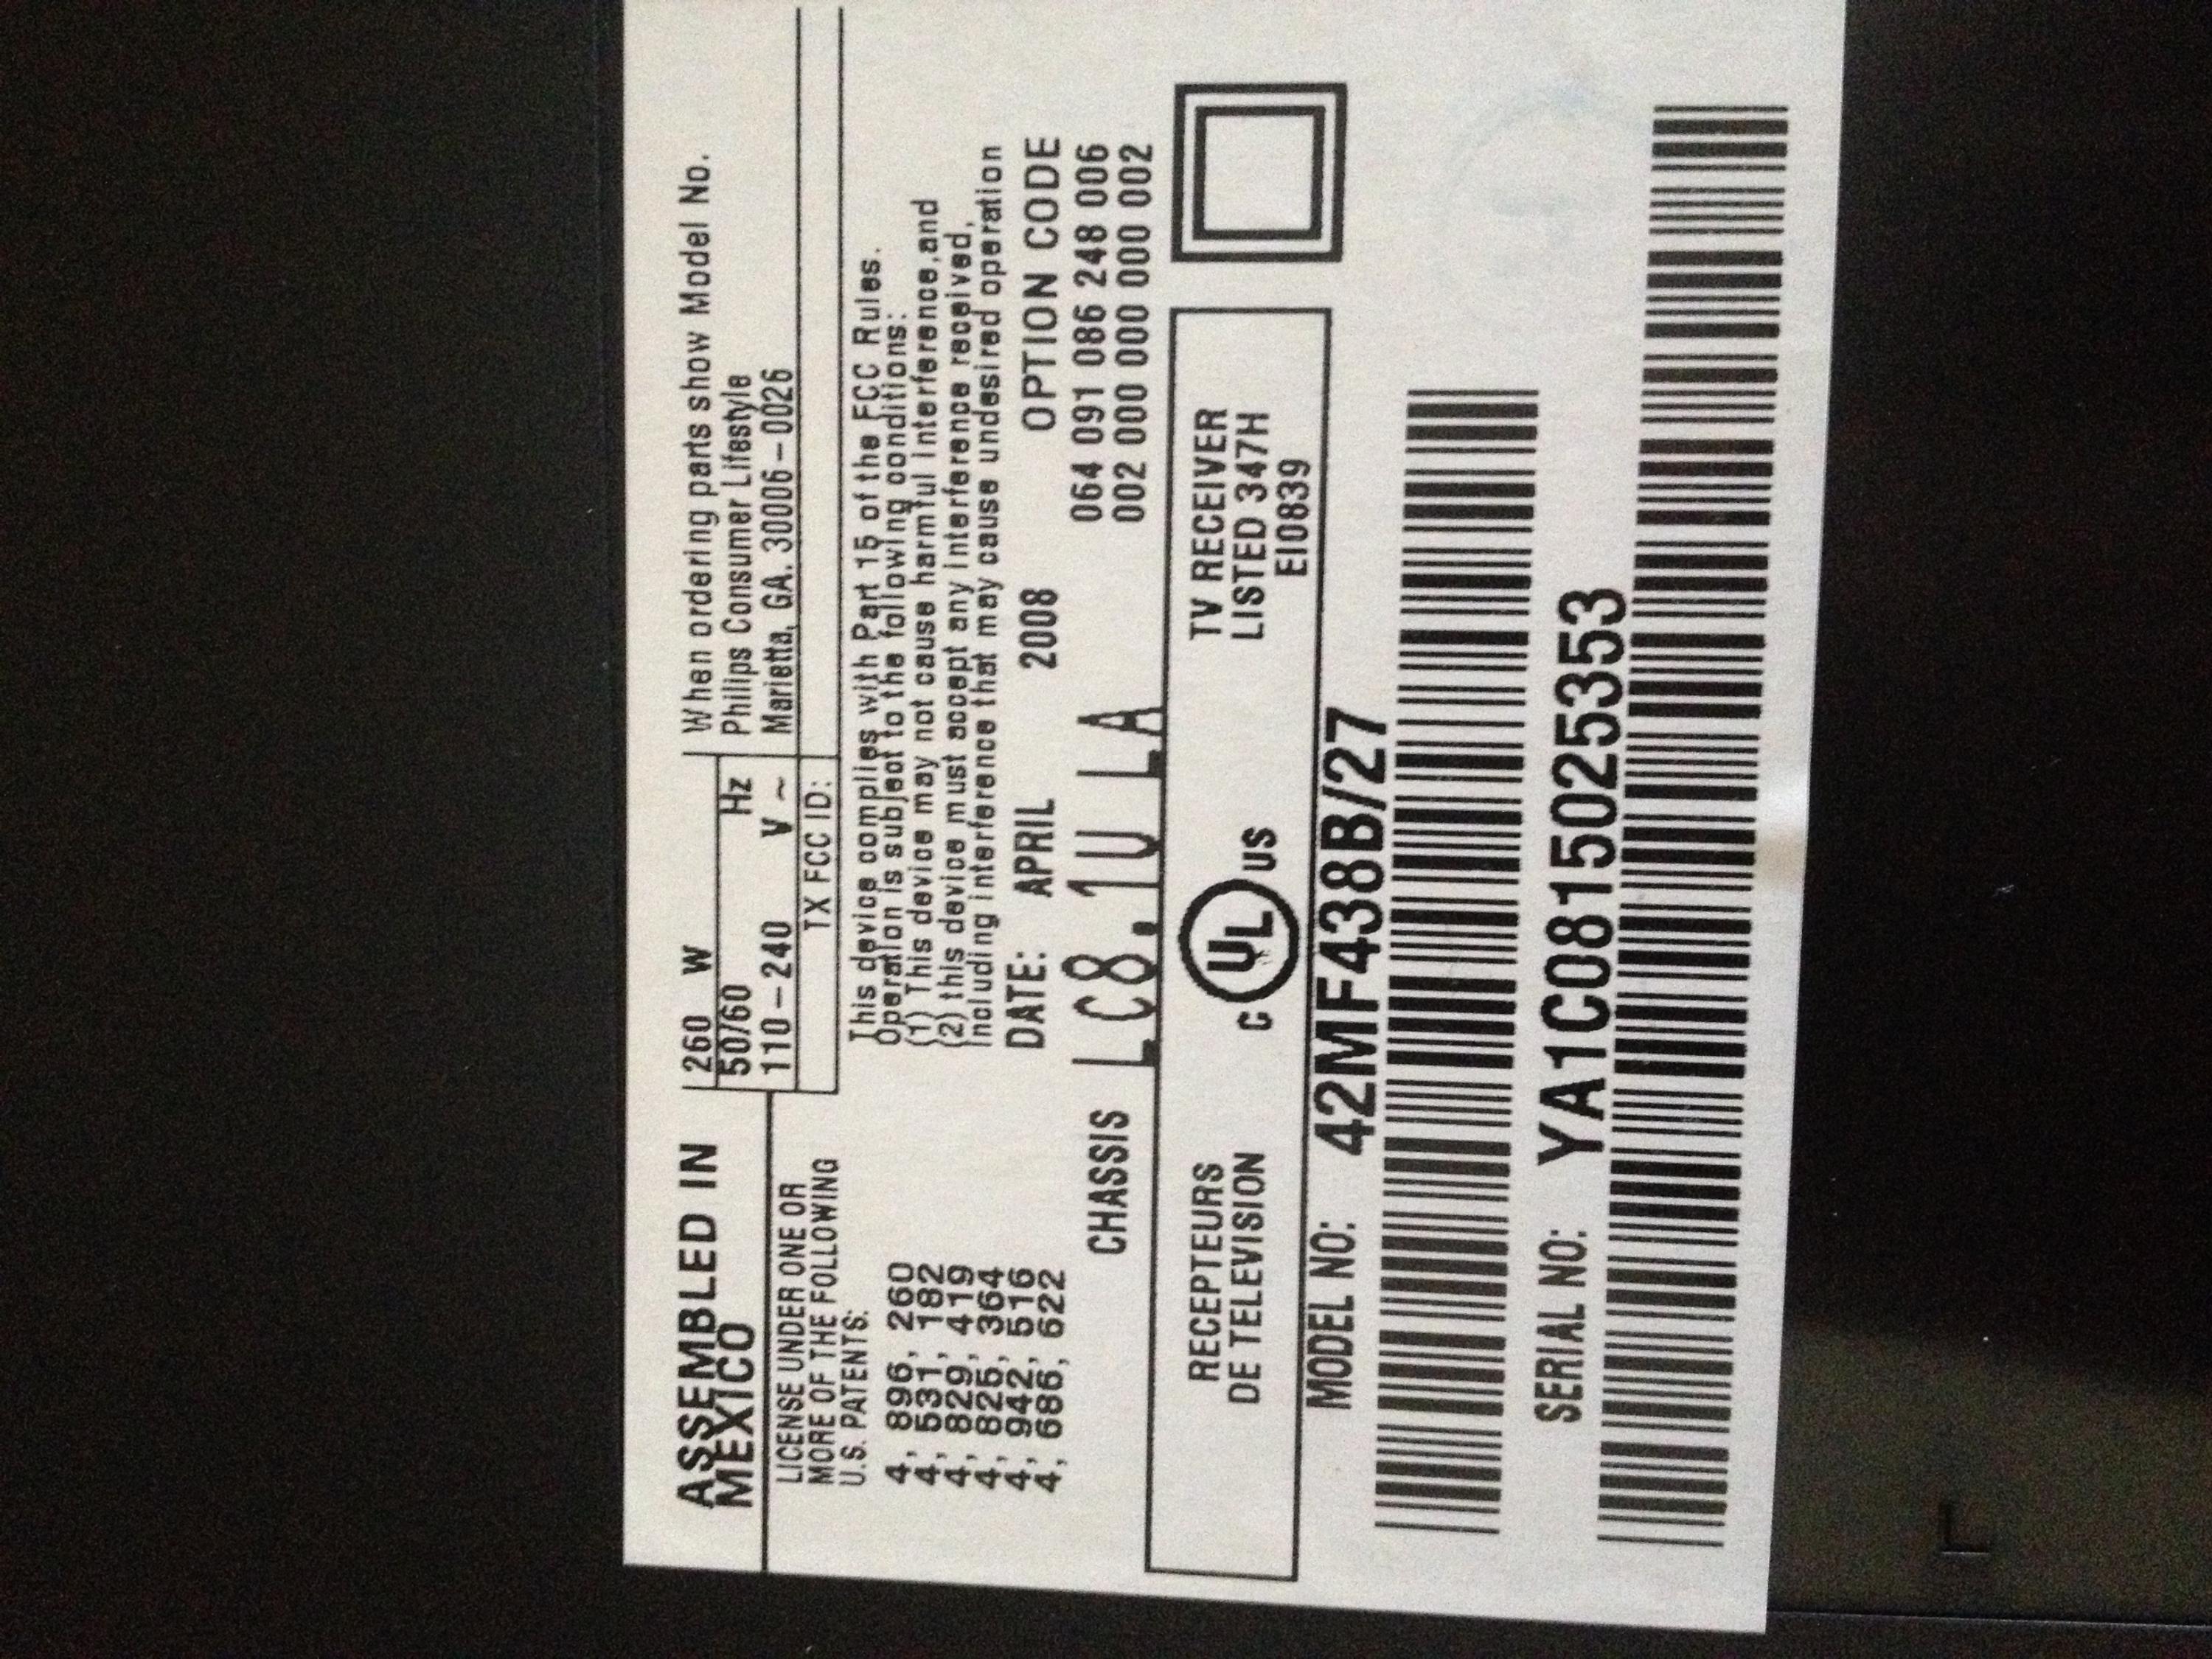 ASSEMBLED IN
MEXICO
260 W
50/60 Hz
110-240 V ~
When ordering parts show Model No.
Philips Consumer Lifestyle
Marietta, GA. 30006-0026
TX FCC ID:
LICENSE UNDER ONE OR
MORE OF THE FOLLOWING
U.S. PATENTS:
4, 896, 260
4, 531, 182
4, 829, 419
4, 825, 364
4, 942, 516
4, 686, 622
This device complies with Part 15 of the FCC Rules.
Operation is subject to the following conditions:
(1) This device may not cause harmful interference,and
(2) this device must accept any interference received,
including interference that may cause undesired operation
DATE: APRIL 2008 OPTION CODE
064 091 086 248 006
002 000 000 000 002
CHASSIS LC8.1U LA
RECEPTEURS
DE TELEVISION
C UL US
TV RECEIVER
LISTED 347H
EI0839
MODEL NO: 42MF438B/27
SERIAL NO: YA1C0815025353